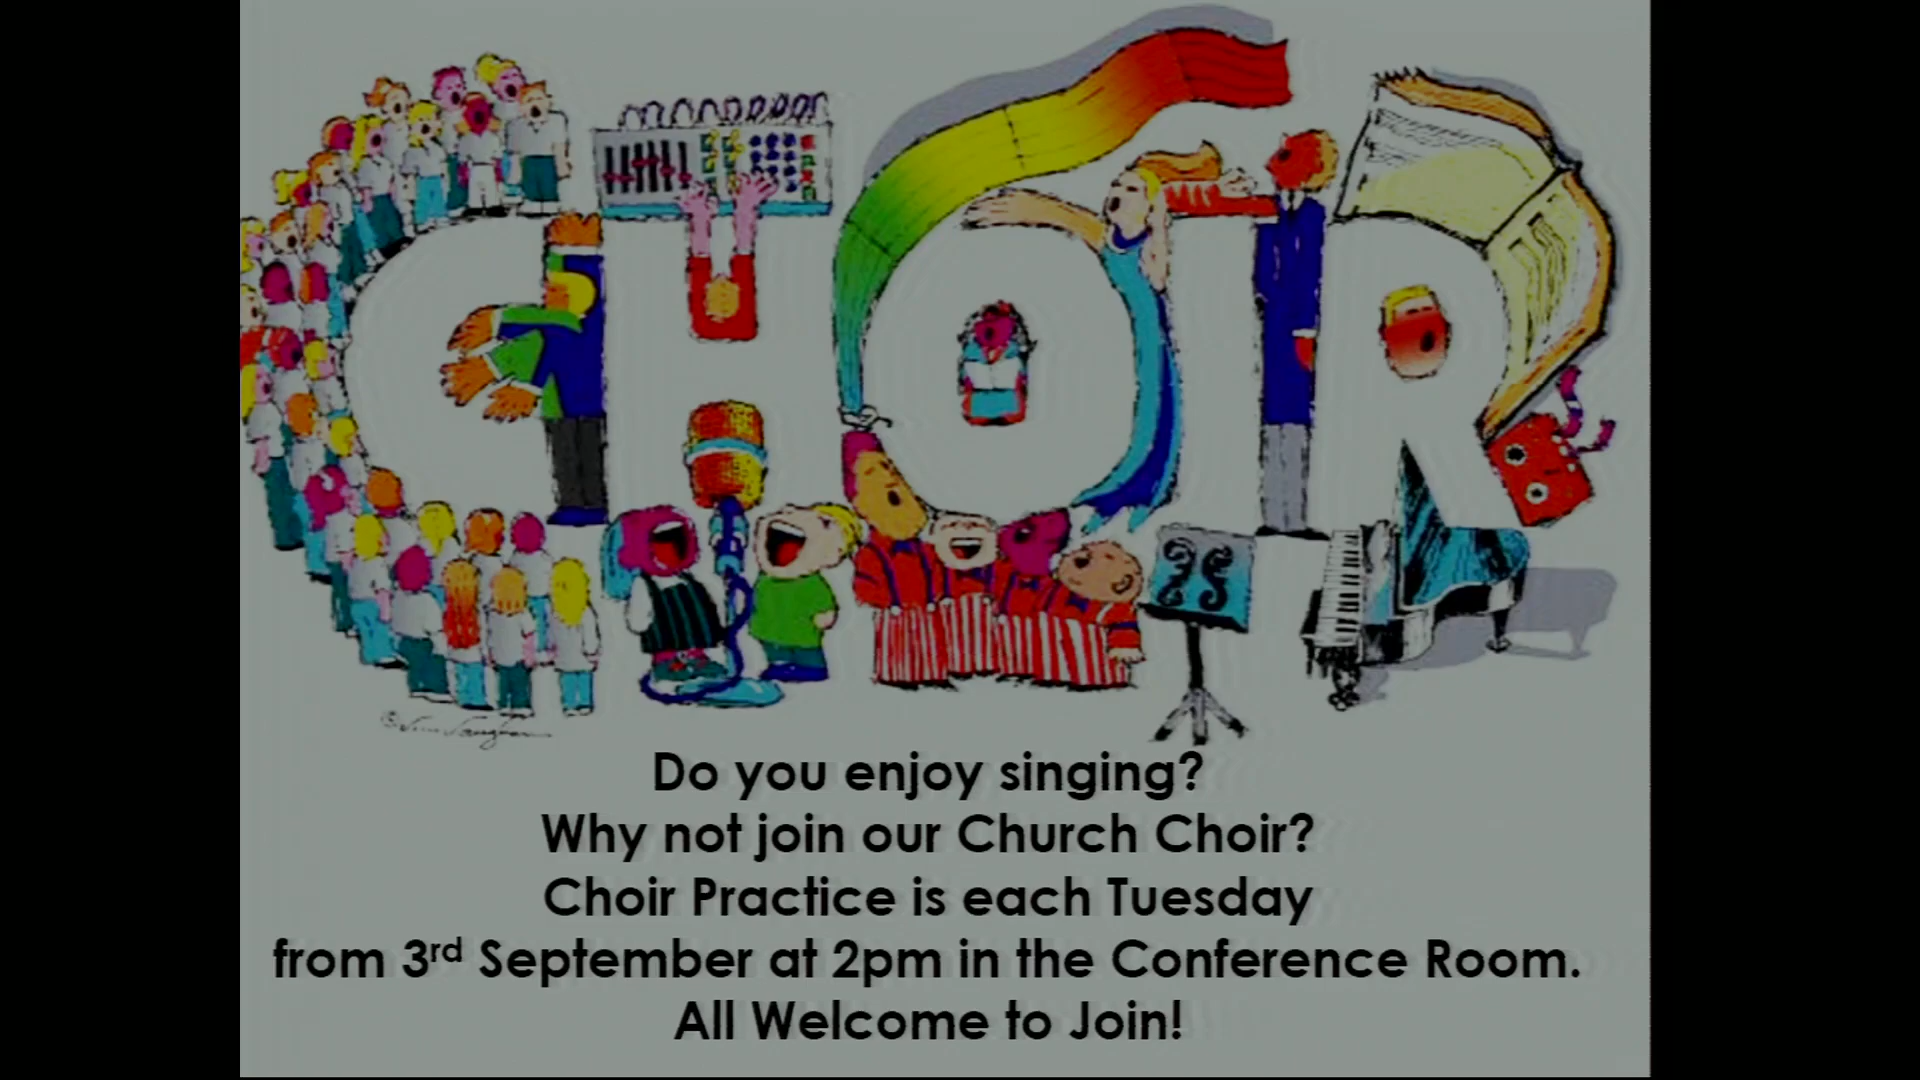 CHOIR
Do you enjoy singing?
Why not join our Church Choir?
Choir Practice is each Tuesday
from 3rd September at 2pm in the Conference Room.
All Welcome to Join!